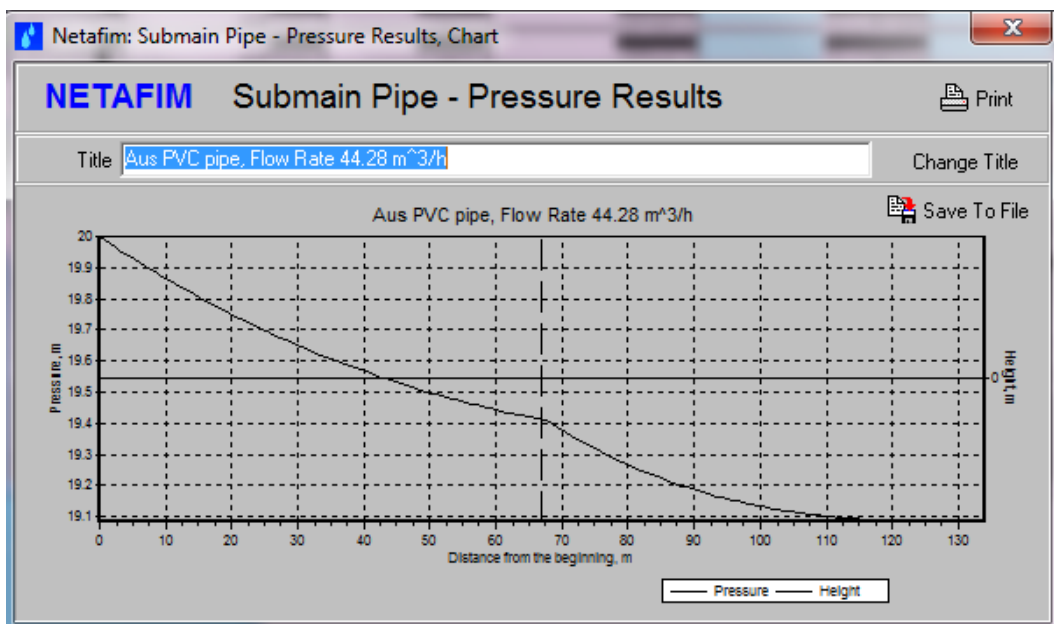 Netafim: Submain Pipe - Pressure Results, Chart
NETAFIM Submain Pipe - Pressure Results Print
Title Aus PVC pipe, Flow Rate 44.28 m^3/h Change Title
Aus PVC pipe, Flow Rate 44.28 m^3/h Save To File
20
19.9
19.8
19.7
19.6
19.5
19.4
19.3
19.2
19.1
Pressure, m
0
Height, m
0 10 20 30 40 50 60 70 80 90 100 110 120 130
Distance from the beginning, m
Pressure Height